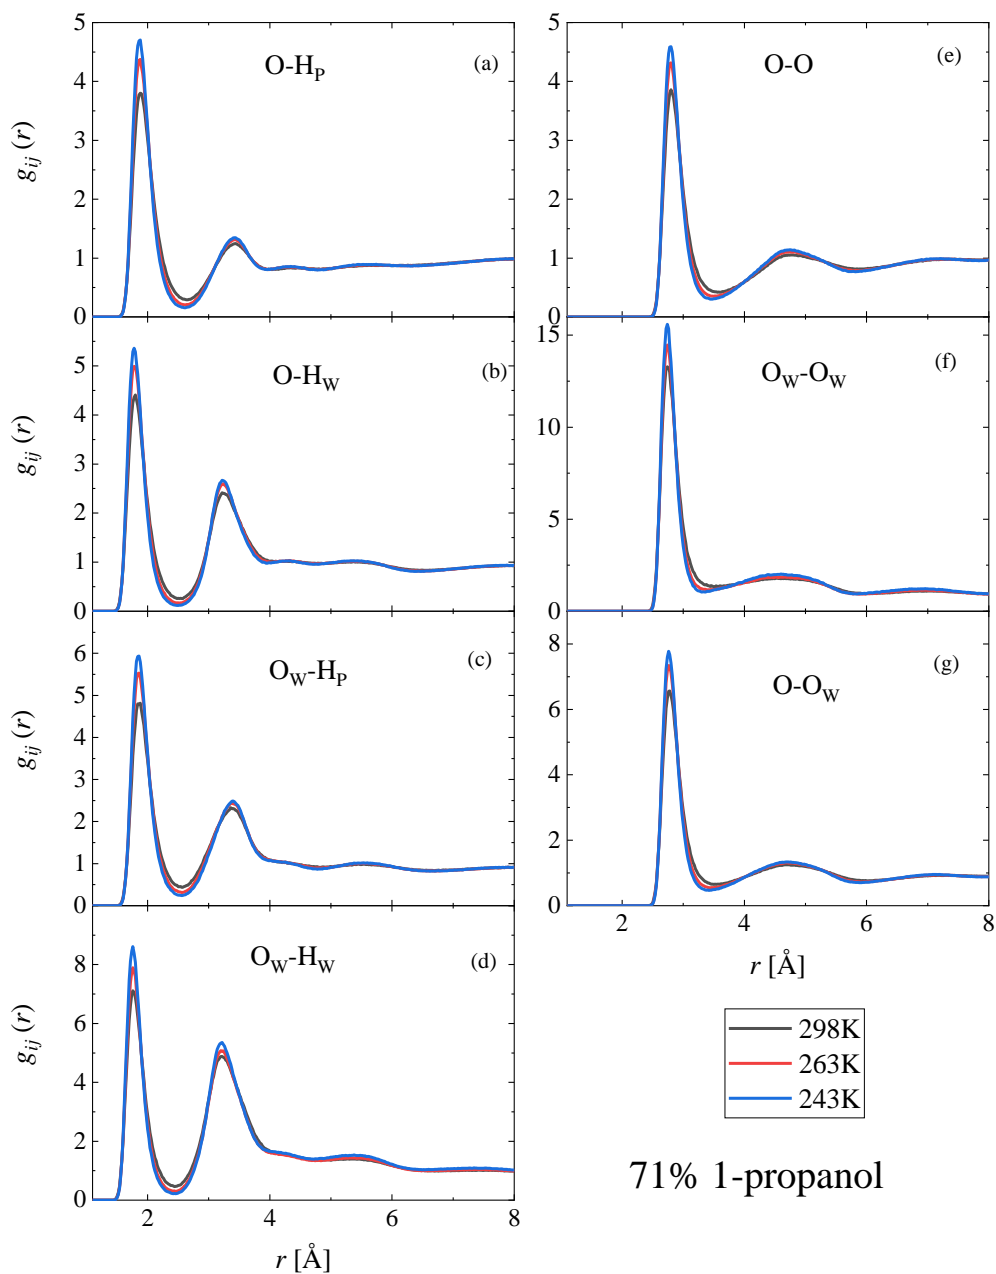 g_ij (r)
5
4
3
2
1
0
O-H_P
(a)
g_ij (r)
5
4
3
2
1
0
O-H_W
(b)
g_ij (r)
6
5
4
3
2
1
0
O_W-H_P
(c)
g_ij (r)
8
6
4
2
0
O_W-H_W
(d)
2 4 6 8
r [Å]
5
4
3
2
1
0
O-O
(e)
15
10
5
0
O_W-O_W
(f)
8
6
4
2
0
O-O_W
(g)
2 4 6 8
r [Å]
298K
263K
243K
71% 1-propanol